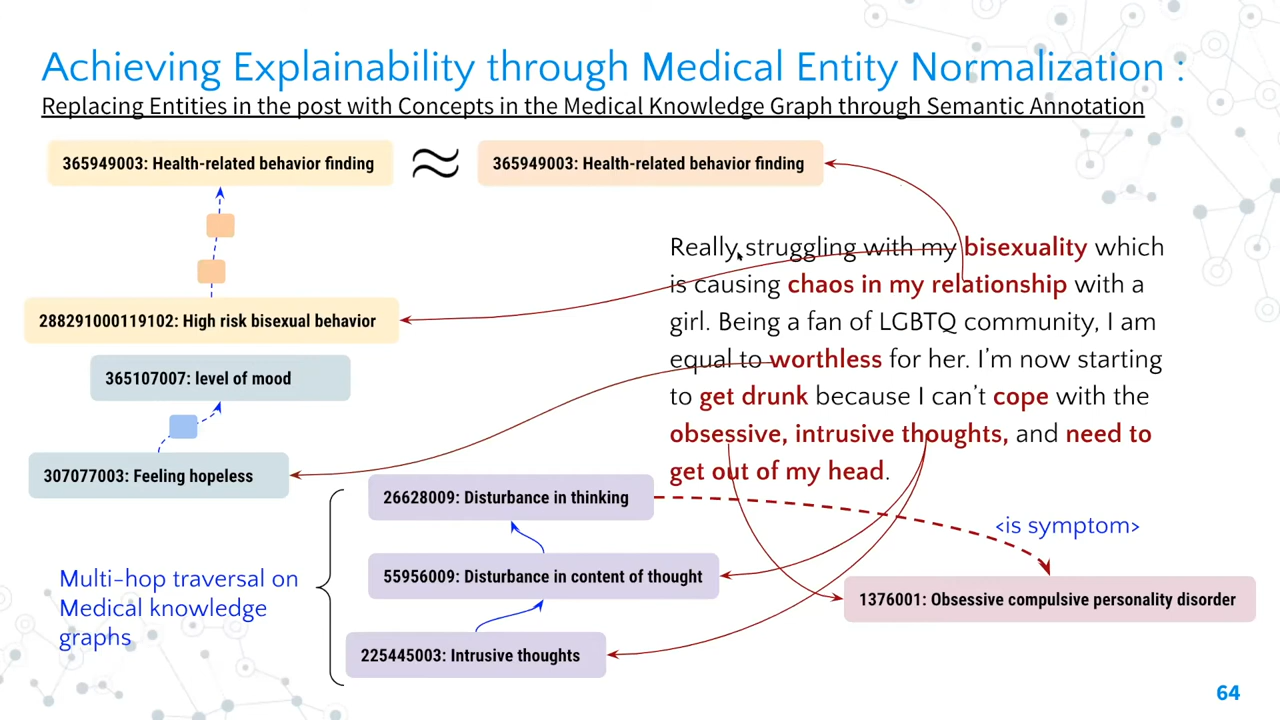 Achieving Explainability through Medical Entity Normalization :
Replacing Entities in the post with Concepts in the Medical Knowledge Graph through Semantic Annotation
365949003: Health-related behavior finding
≈
365949003: Health-related behavior finding
Really struggling with my bisexuality which
is causing chaos in my relationship with a
girl. Being a fan of LGBTQ community, I am
equal to worthless for her. I’m now starting
to get drunk because I can’t cope with the
obsessive, intrusive thoughts, and need to
get out of my head.
288291000119102: High risk bisexual behavior
365107007: level of mood
307077003: Feeling hopeless
26628009: Disturbance in thinking
<is symptom>
55956009: Disturbance in content of thought
1376001: Obsessive compulsive personality disorder
225445003: Intrusive thoughts
Multi-hop traversal on
Medical knowledge
graphs
64